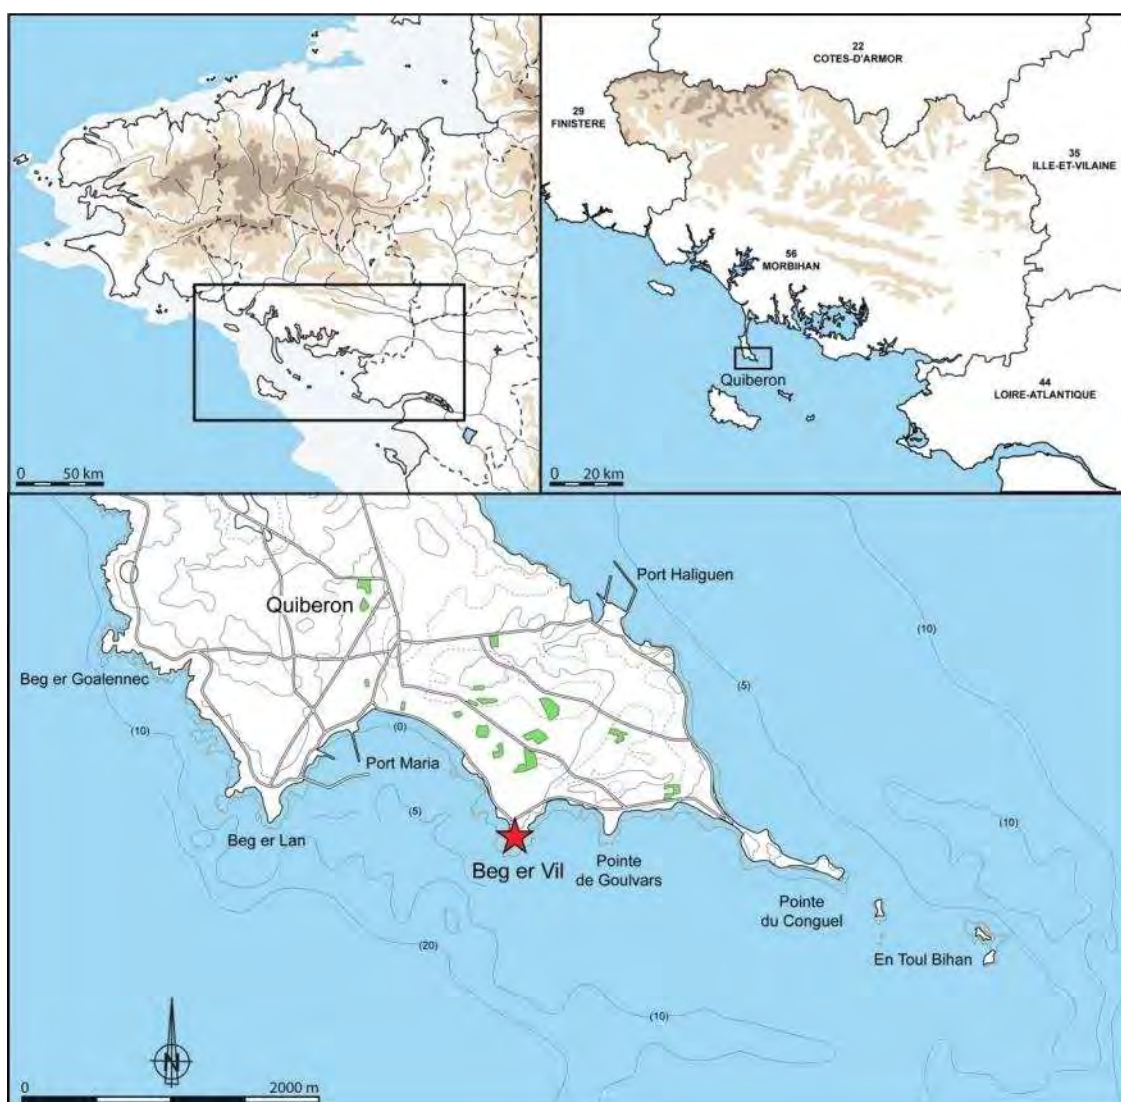 0 50 km
22
COTES-D'ARMOR
29
FINISTERE
35
ILLE-ET-VILAINE
56
MORBIHAN
Quiberon
44
LOIRE-ATLANTIQUE
0 20 km
Port Haliguen
Quiberon
(10)
Beg er Goalennec
(5)
(10)
(0)
Port Maria
(5)
(10)
Beg er Lan
Beg er Vil
Pointe
de Goulvars
Pointe
du Conguel
(20)
En Toul Bihan
(10)
N
0 2000 m